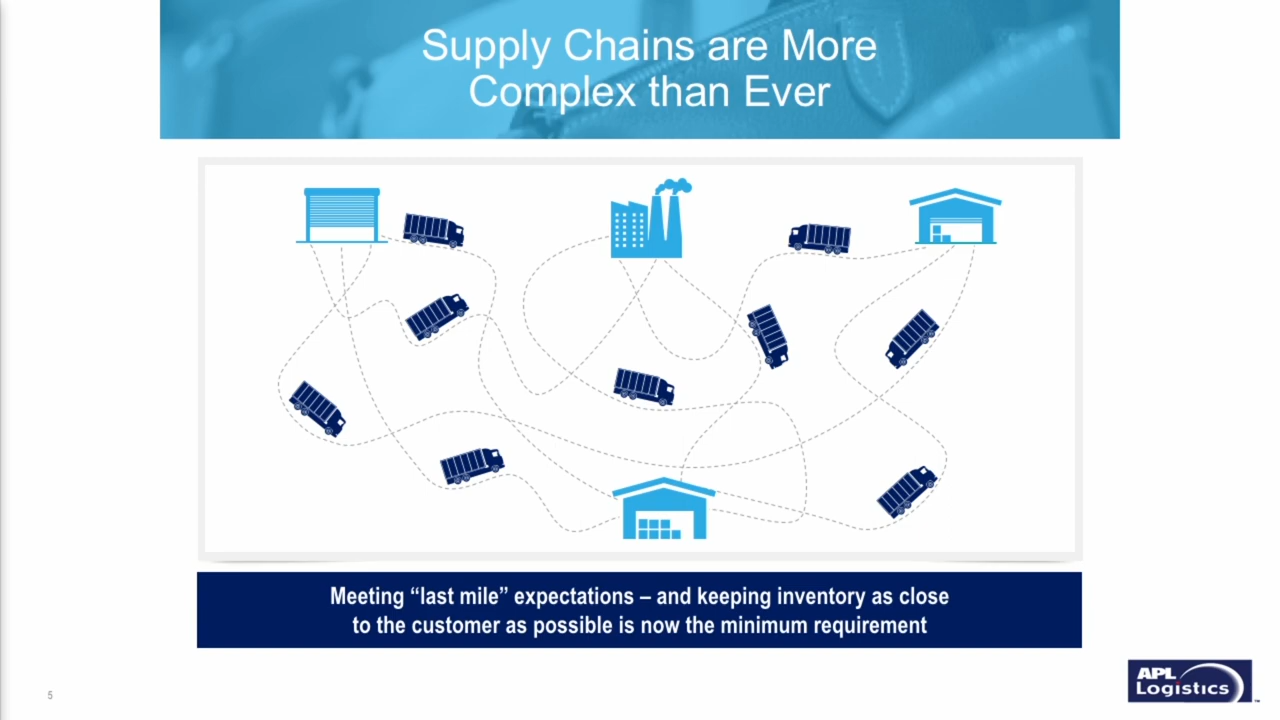 Supply Chains are More
Complex than Ever
Meeting “last mile” expectations – and keeping inventory as close
to the customer as possible is now the minimum requirement
5
APL
Logistics
™